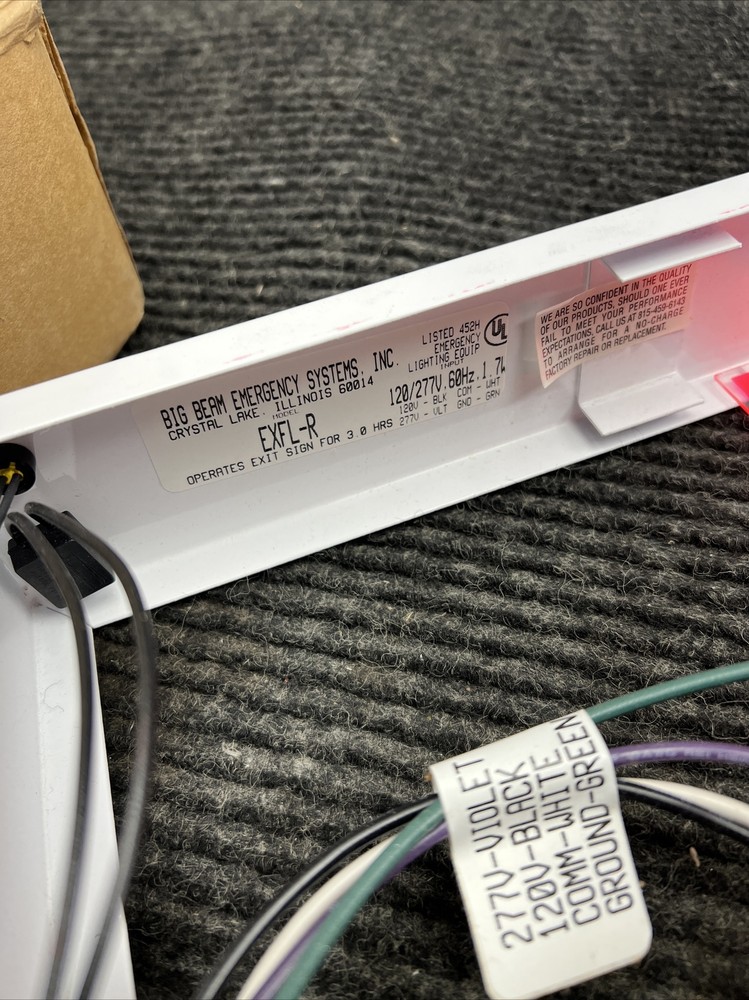 BIG BEAM EMERGENCY SYSTEMS, INC.
CRYSTAL LAKE, ILLINOIS 60014
MODEL
EXFL-R
OPERATES EXIT SIGN FOR 3.0 HRS
LISTED 452H
EMERGENCY
LIGHTING EQUIP
INPUT
120/277V.60Hz.1.7W
120V - BLK COM - WHT
277V - VLT GND - GRN
UL
WE ARE SO CONFIDENT IN THE QUALITY
OF OUR PRODUCTS, SHOULD ONE EVER
FAIL TO MEET YOUR PERFORMANCE
EXPECTATIONS, CALL US AT 815-459-6143
TO ARRANGE FOR A NO-CHARGE
FACTORY REPAIR OR REPLACEMENT.
277V-VIOLET
120V-BLACK
COMM-WHITE
GROUND-GREEN